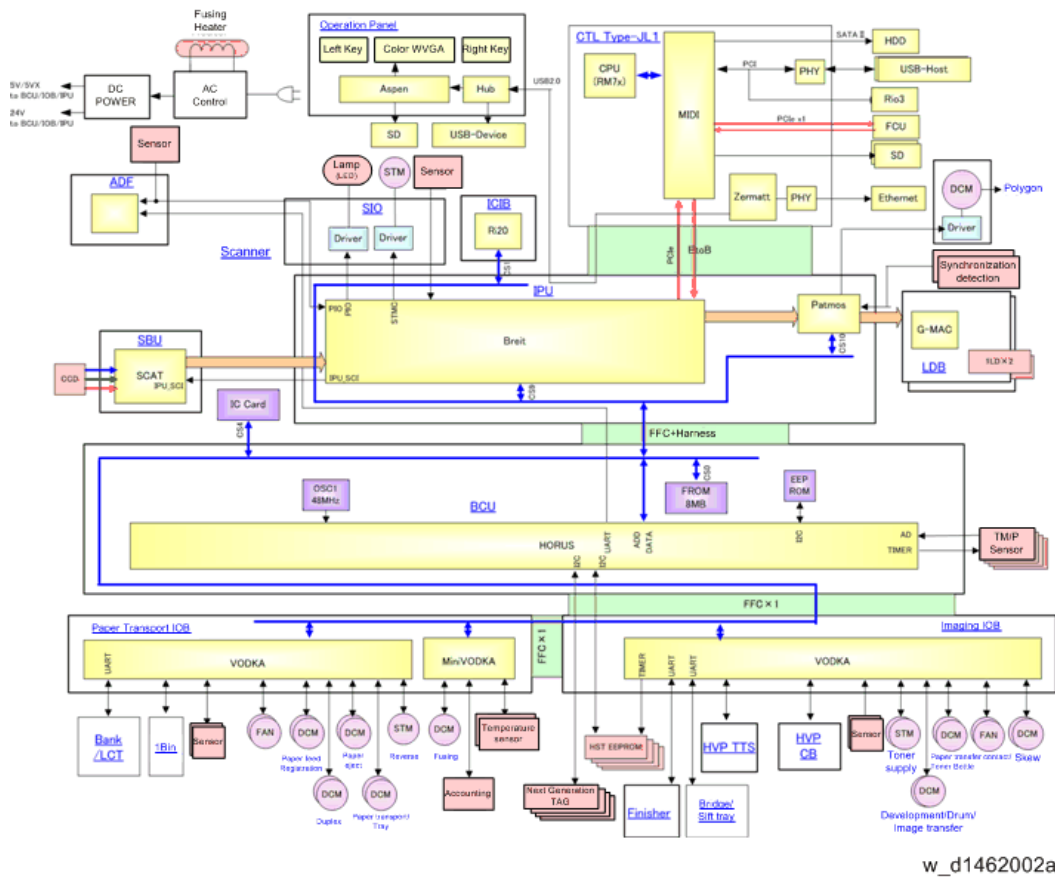 Fusing
Heater
Operation Panel
Left Key
Color WVGA
Right Key
Aspen
Hub
USB2.0
SD
USB-Device
5V/5VX
to BCU/IOB/IPU
24V
to BCU/IOB/IPU
DC
POWER
AC
Control
CTL Type-JL1
CPU
(RM7x)
MIDI
SATAⅡ
HDD
PCI
PHY
USB-Host
Rio3
PCIe x1
FCU
SD
Zermatt
PHY
Ethernet
Sensor
ADF
Lamp
(LED)
STM
Sensor
SIO
Driver
Driver
Scanner
ICIB
Ri20
CS1
PCIe
BtoB
DCM
Polygon
Driver
Synchronization
detection
IPU
PIO
PIO
STMC
Breit
IPU_SCI
CS9
Patmos
CS10
G-MAC
LDB
1LD×2
SBU
SCAT
IPU_SCI
CCD
IC Card
CS4
FFC+Harness
OSC1
48MHz
BCU
CS0
FROM
8MB
EEP
ROM
HORUS
I2C
I2C
UART
ADD
DATA
I2C
AD
TIMER
TM/P
Sensor
FFC×1
Paper Transport IOB
UART
VODKA
MiniVODKA
FFC×1
Imaging IOB
TIMER
UART
UART
VODKA
Bank
/LCT
1Bin
Sensor
FAN
DCM
Paper feed
Registration
DCM
Paper
eject
STM
Reverse
DCM
Fusing
Temperature
sensor
DCM
Duplex
DCM
Paper transport/
Tray
Accounting
HST EEPROM
Next Generation
TAG
Finisher
HVP TTS
Bridge/
Sift tray
HVP
CB
Sensor
STM
Toner
supply
DCM
Paper transfer contact/
Toner Bottle
FAN
DCM
Skew
DCM
Development/Drum/
Image transfer
w_d1462002a